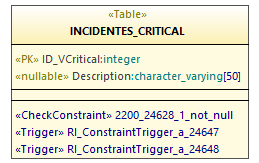 «Table»
INCIDENTES_CRITICAL
«PK» ID_VCritical:integer
«nullable» Description:character_varying[50]
«CheckConstraint» 2200_24628_1_not_null
«Trigger» RI_ConstraintTrigger_a_24647
«Trigger» RI_ConstraintTrigger_a_24648